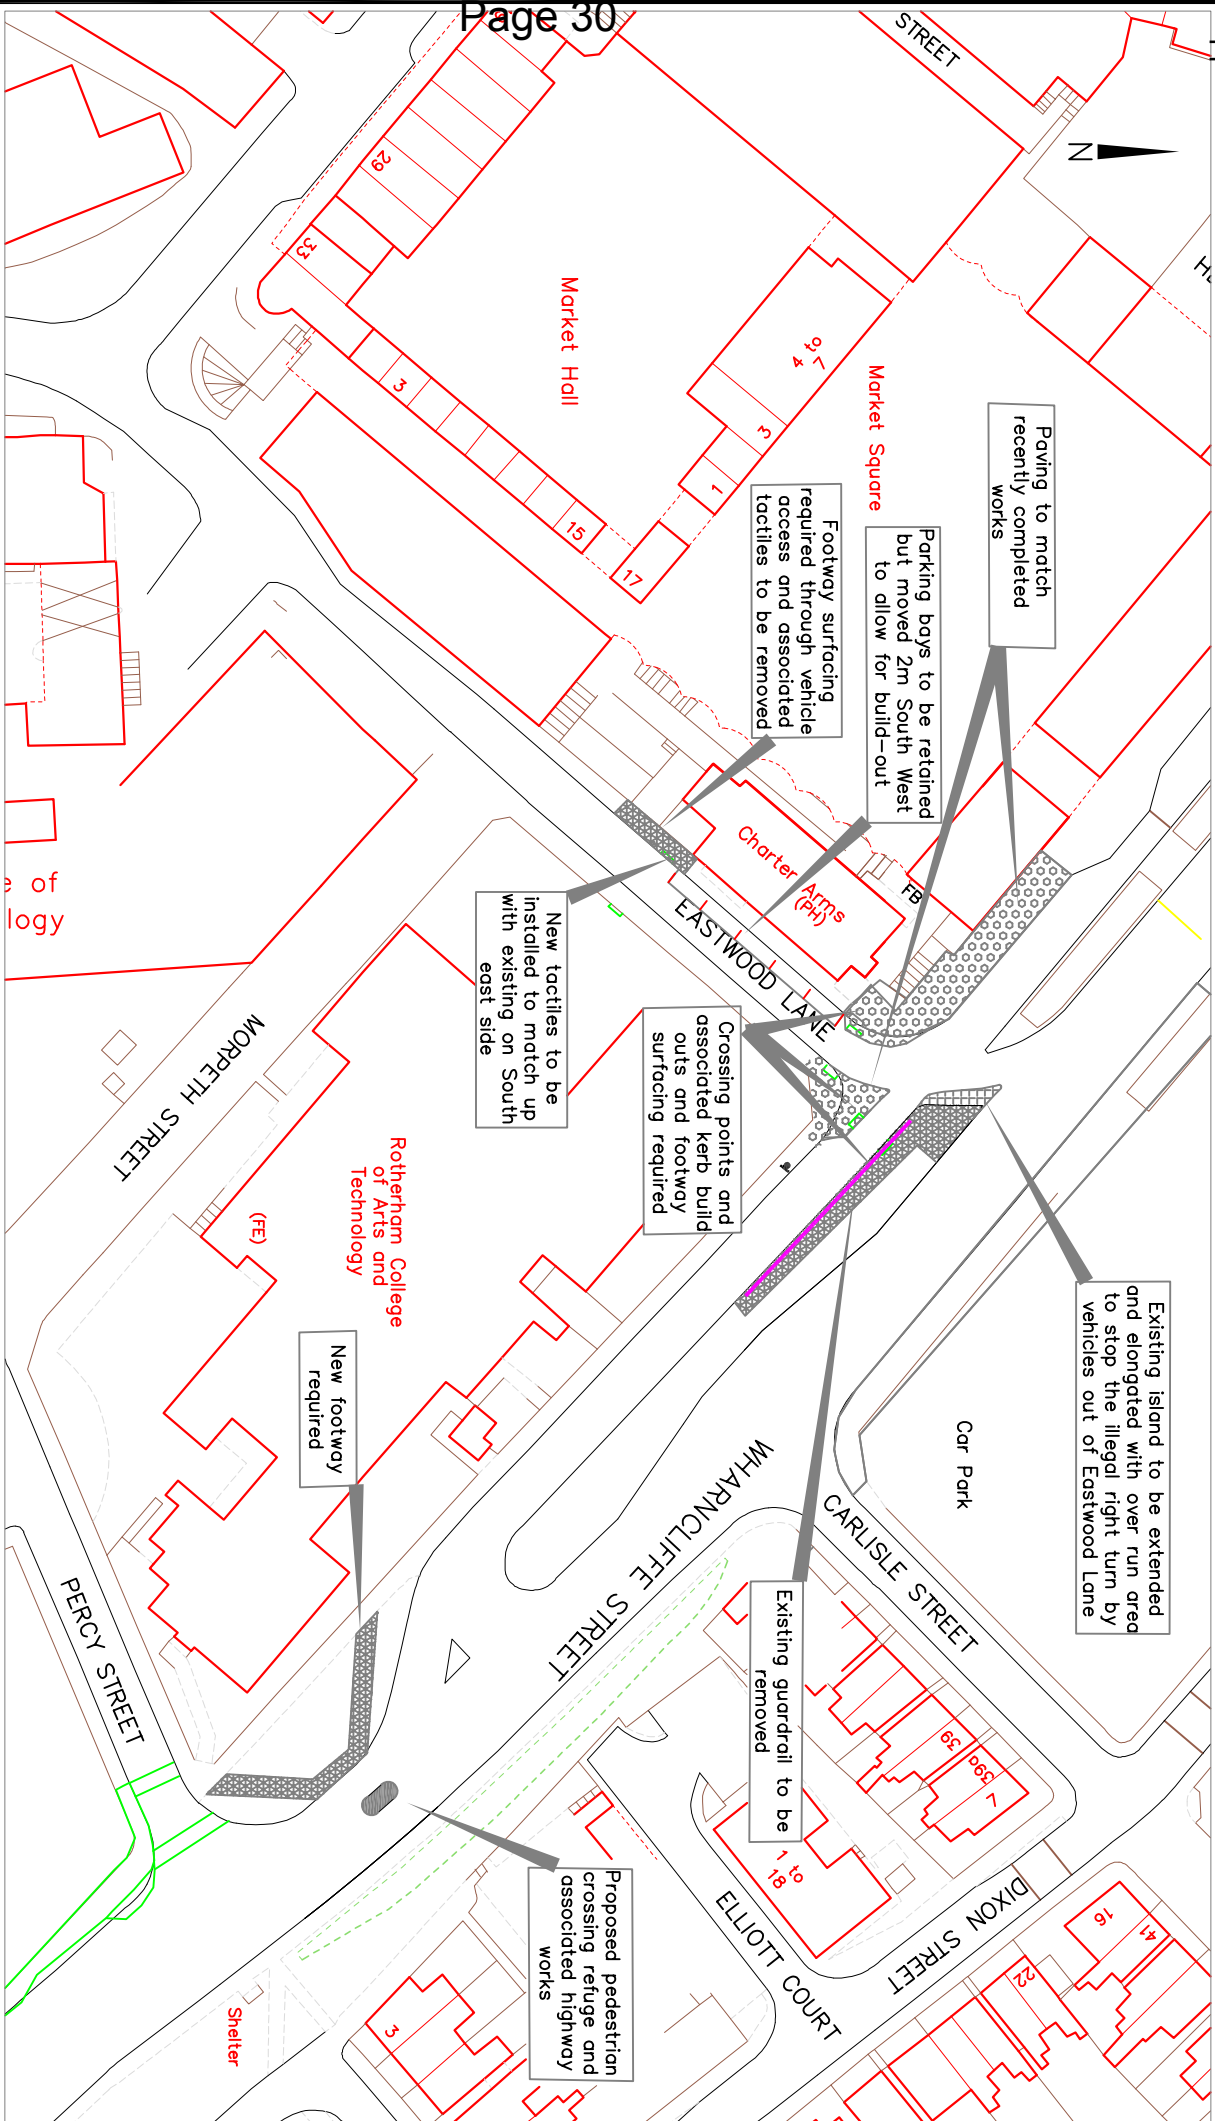 Page 30
STREET
N
29
33
Market Hall
4 to 7
3
1
3
15
17
Market Square
Paving to match
recently completed
works
Parking bays to be retained
but moved 2m South West
to allow for build-out
Footway surfacing
required through vehicle
access and associated
tactiles to be removed
Charter Arms
(PH)
FB
EASTWOOD LANE
New tactiles to be
installed to match up
with existing on South
east side
Crossing points and
associated kerb build
outs and footway
surfacing required
Existing island to be extended
and elongated with over run area
to stop the illegal right turn by
vehicles out of Eastwood Lane
e of
logy
MORPETH STREET
Rotherham College
of Arts and
Technology
(FE)
New footway
required
Car Park
WHARNCLIFFE STREET
CARLISLE STREET
Existing guardrail to be
removed
PERCY STREET
39
39a
7
1 to
18
ELLIOTT COURT
DIXON STREET
16
41
22
Proposed pedestrian
crossing refuge and
associated highway
works
3
Shelter